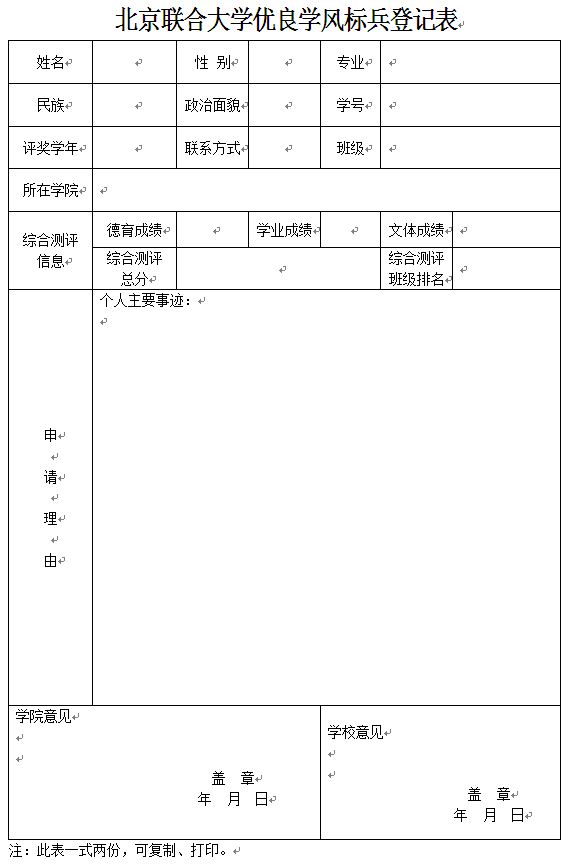 北京联合大学优良学风标兵登记表
姓名 性 别 专业
民族 政治面貌 学号
评奖学年 联系方式 班级
所在学院
综合测评
信息
德育成绩 学业成绩 文体成绩
综合测评
总分
综合测评
班级排名
申
请
理
由
个人主要事迹：
学院意见
盖 章
年 月 日
学校意见
盖 章
年 月 日
注：此表一式两份，可复制、打印。